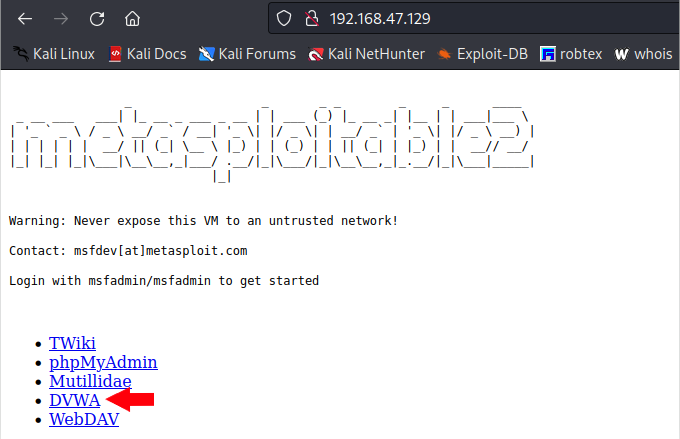 192.168.47.129
Kali Linux Kali Docs Kali Forums Kali NetHunter Exploit-DB robtex whois
metasploitable2
Warning: Never expose this VM to an untrusted network!
Contact: msfdev[at]metasploit.com
Login with msfadmin/msfadmin to get started
TWiki
phpMyAdmin
Mutillidae
DVWA
WebDAV